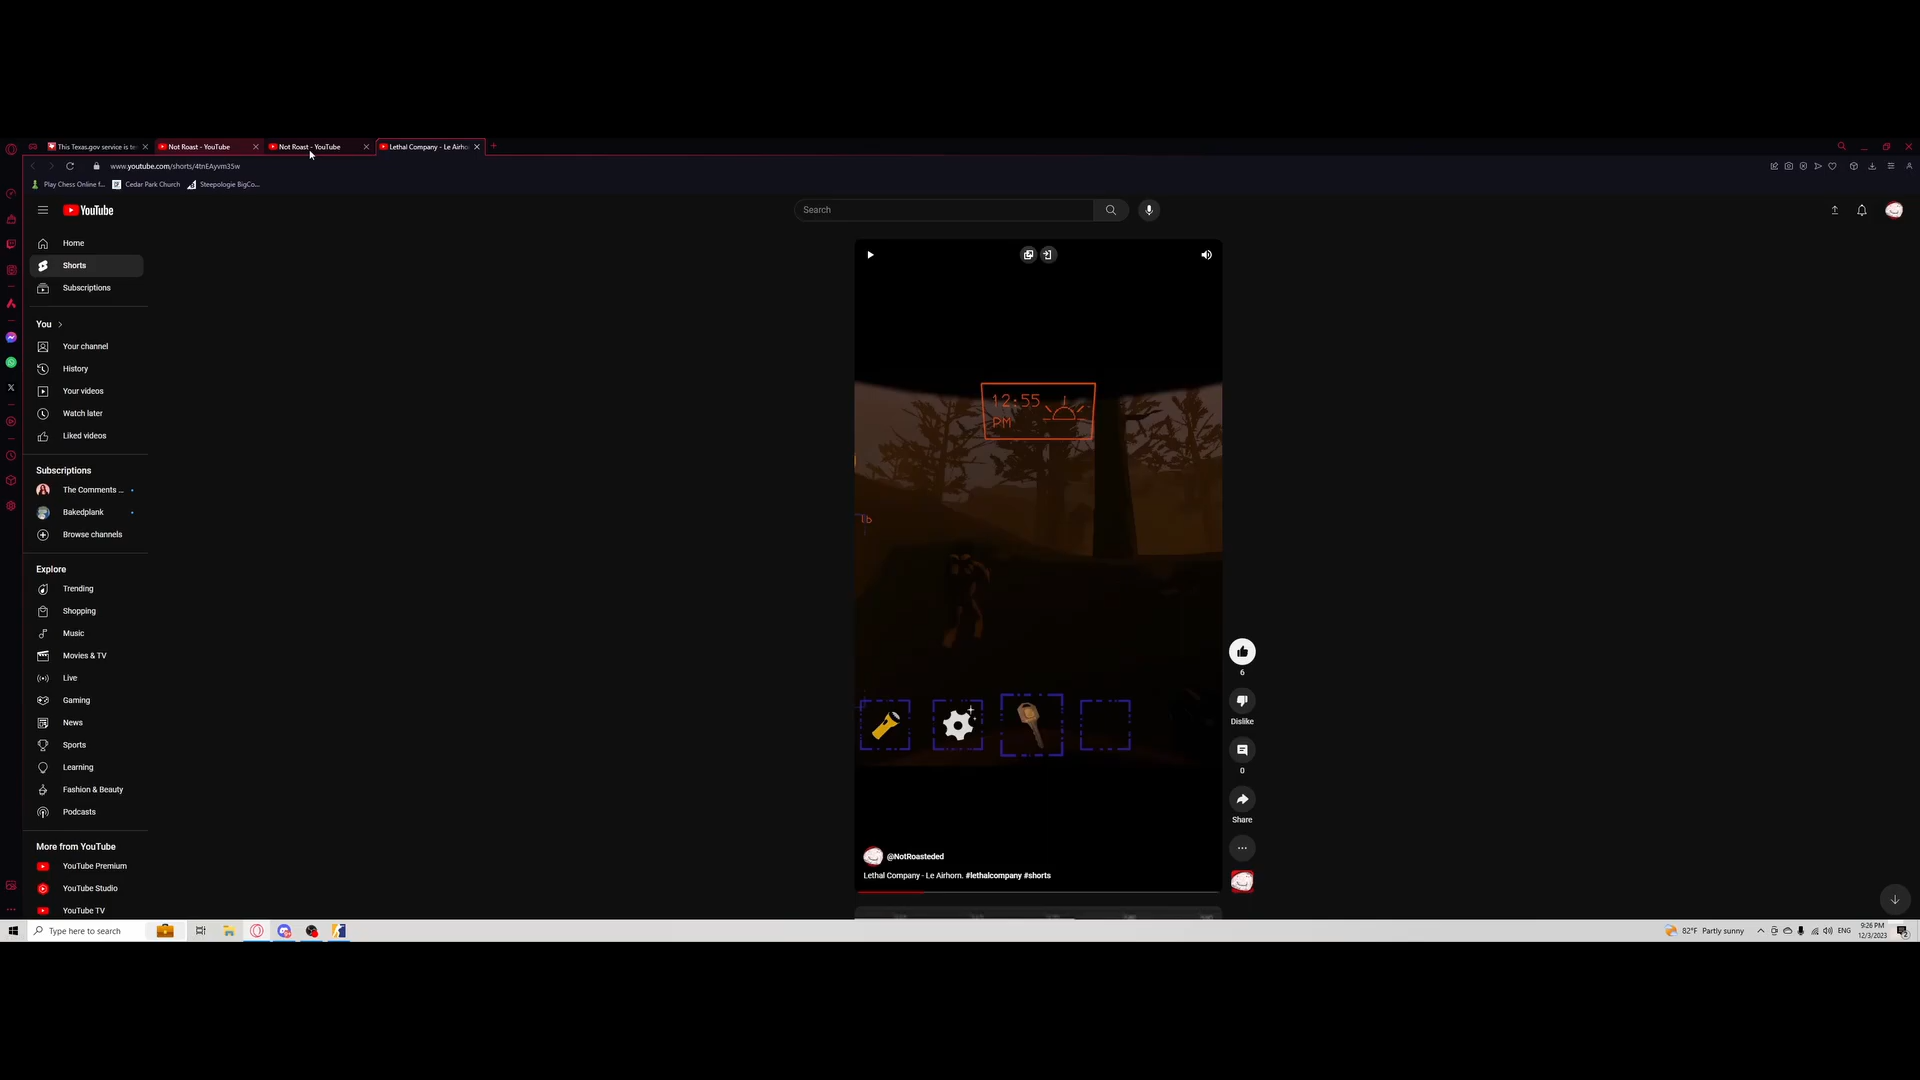 This Texas.gov service is te
Not Roast - YouTube
Not Roast - YouTube
Lethal Company - Le Airho
www.youtube.com/shorts/4tnEAyvm35w
Play Chess Online f...
Cedar Park Church
Steepologie BigCo...
YouTube
Search
Home
Shorts
Subscriptions
You
Your channel
History
Your videos
Watch later
Liked videos
Subscriptions
The Comments ...
Bakedplank
Browse channels
Explore
Trending
Shopping
Music
Movies & TV
Live
Gaming
News
Sports
Learning
Fashion & Beauty
Podcasts
More from YouTube
YouTube Premium
YouTube Studio
YouTube TV
12:55
PM
lb
6
Dislike
0
Share
@NotRoasteded
Lethal Company - Le Airhorn. #lethalcompany #shorts
Type here to search
82°F Partly sunny
ENG
9:26 PM
12/3/2023
2